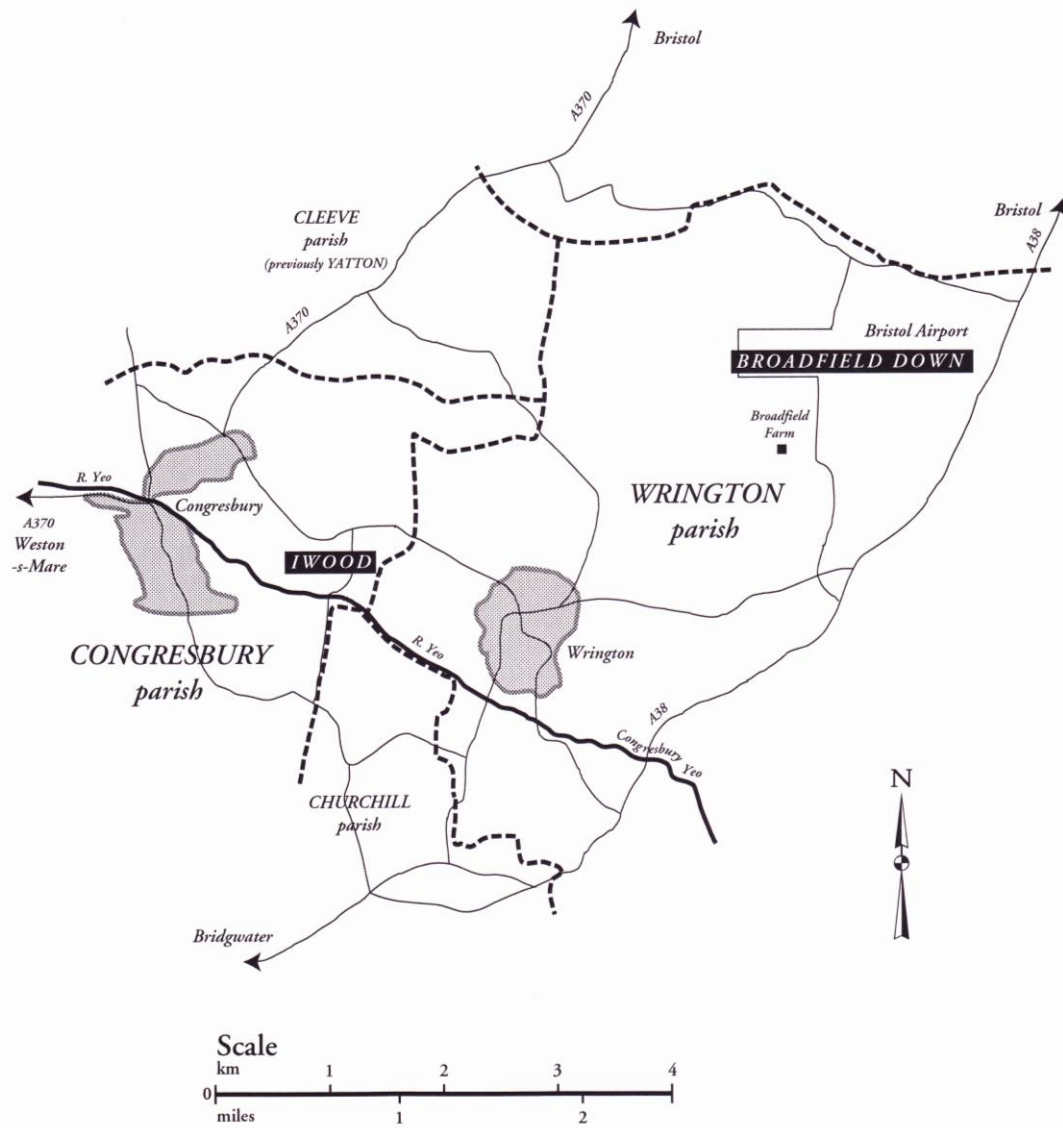 Bristol
A370
CLEEVE
parish
(previously YATTON)
Bristol
A38
A370
Bristol Airport
BROADFIELD DOWN
Broadfield
Farm
R. Yeo
Congresbury
WRINGTON
parish
A370
Weston
-s-Mare
IWOOD
CONGRESBURY
parish
R. Yeo
Wrington
A38
Congresbury Yeo
N
CHURCHILL
parish
Bridgwater
Scale
km 1 2 3 4
0
miles 1 2